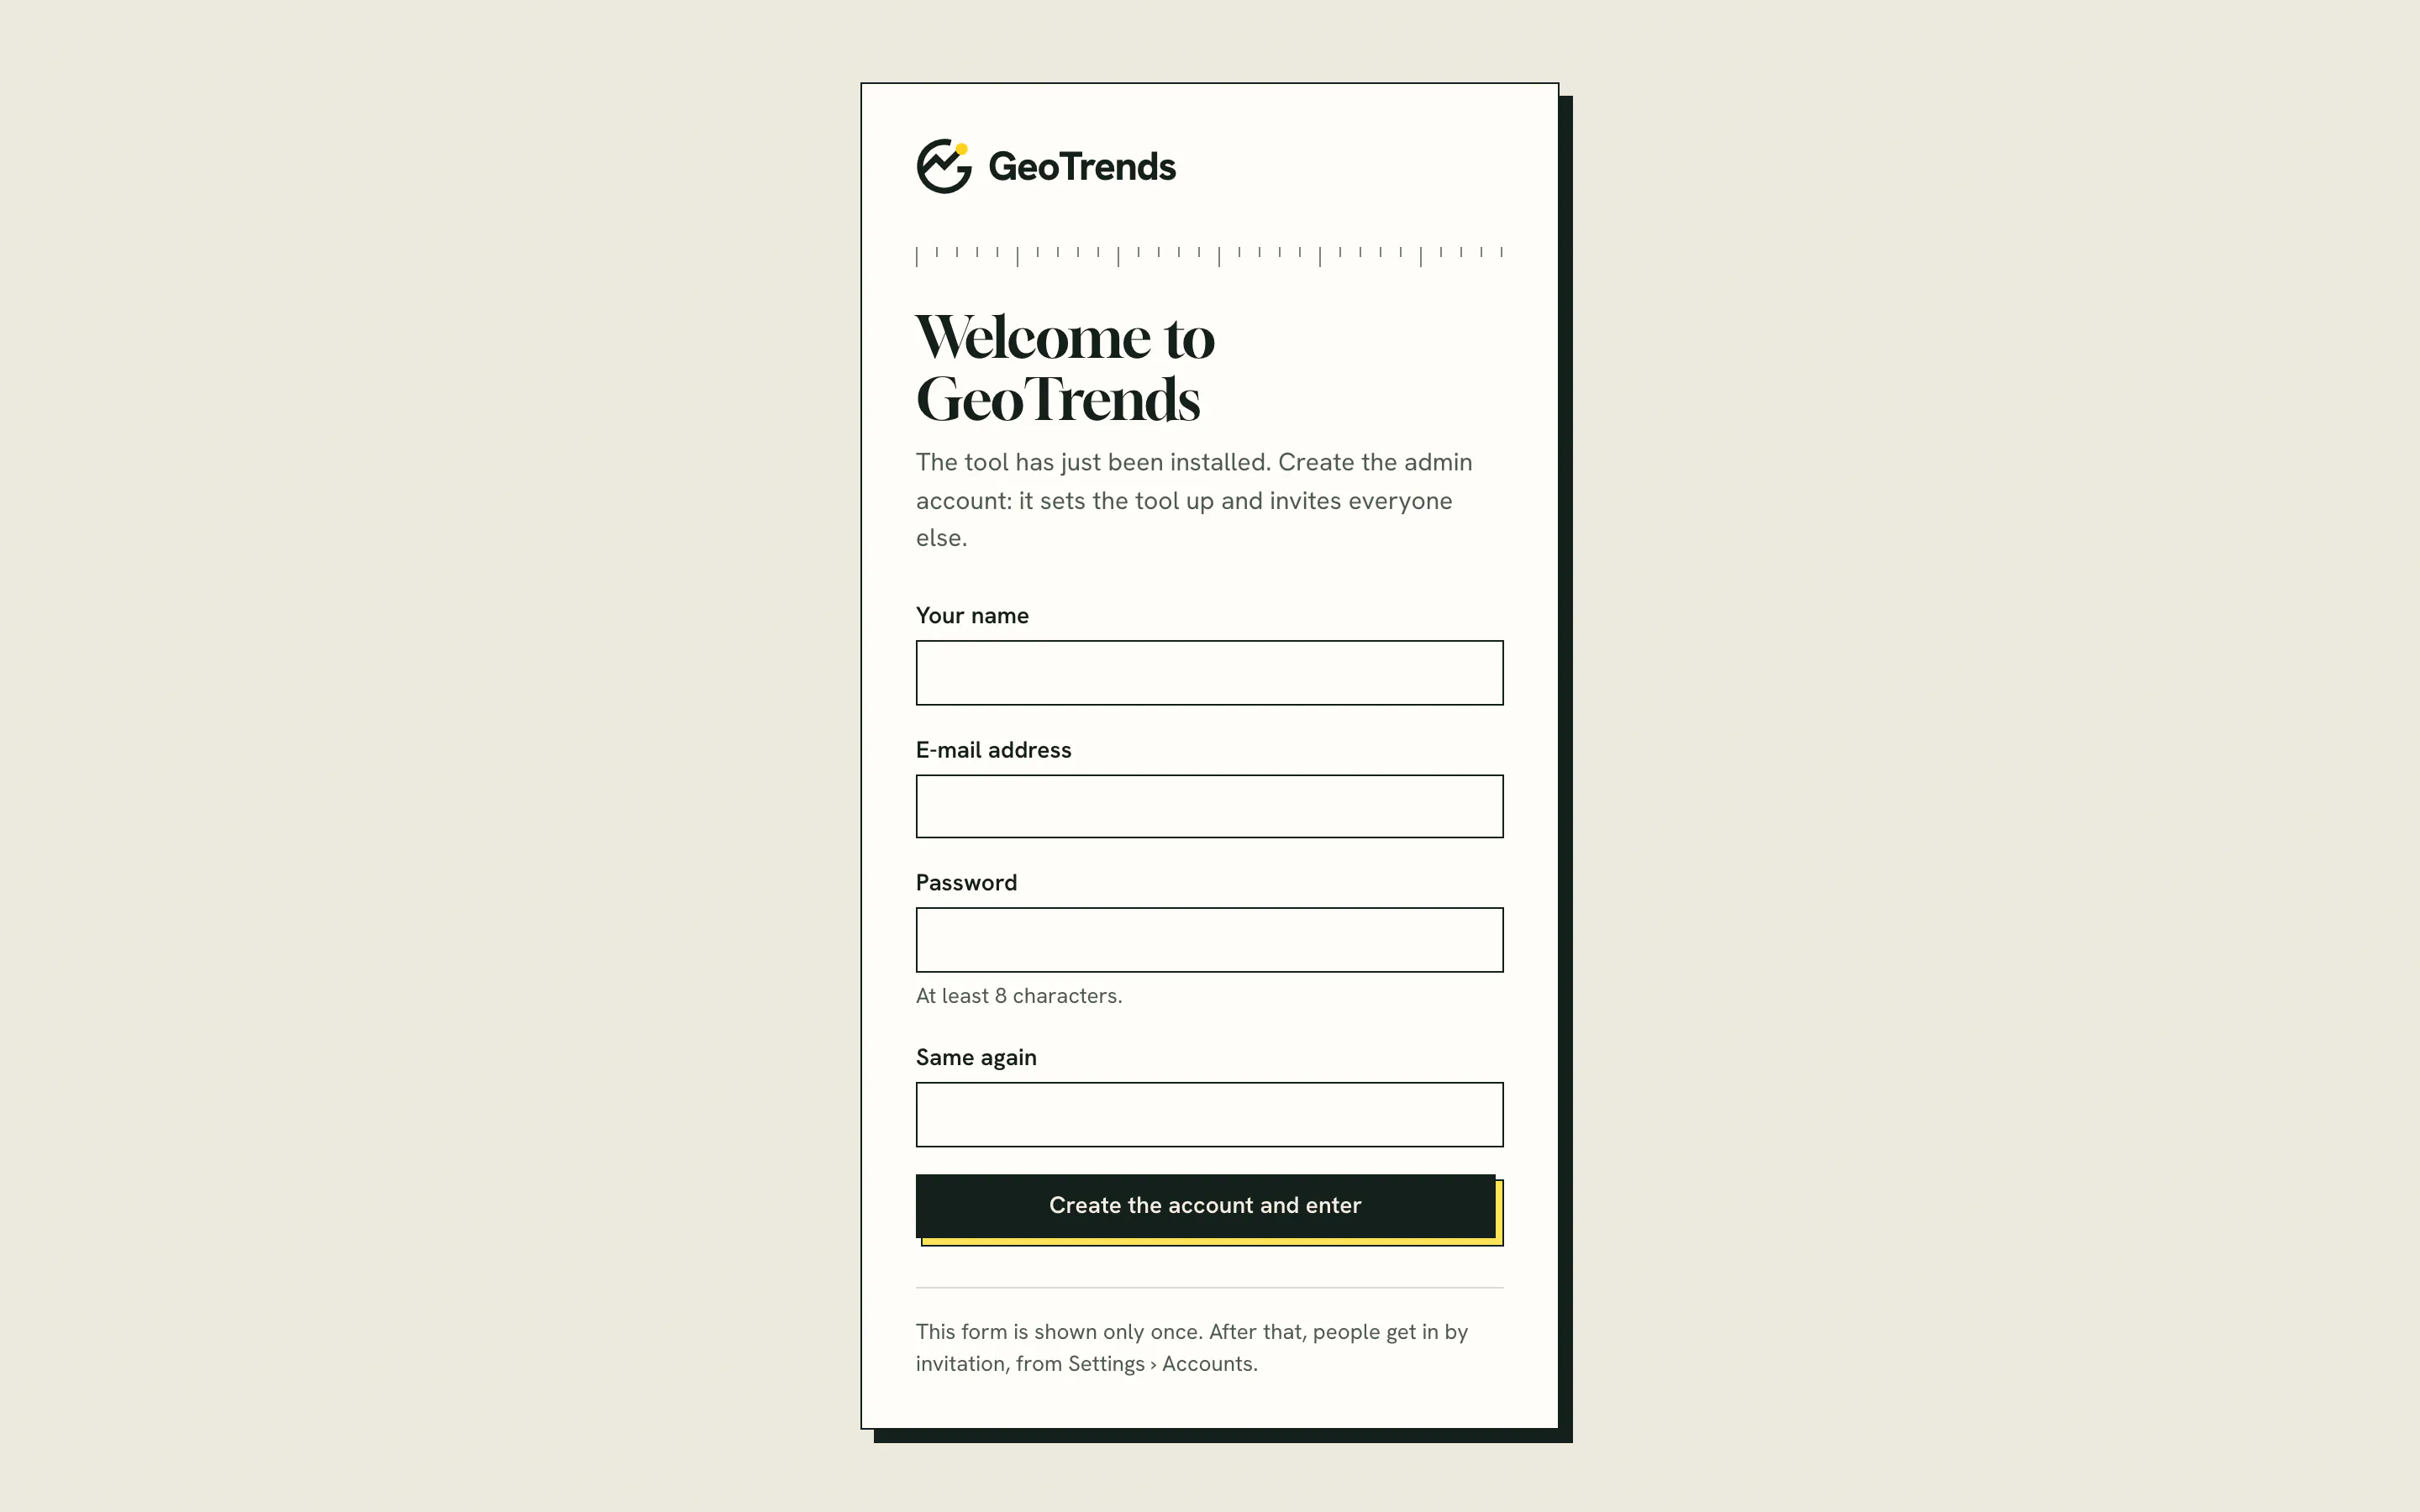 GeoTrends
Welcome to
GeoTrends
The tool has just been installed. Create the admin
account: it sets the tool up and invites everyone
else.
Your name
E-mail address
Password
At least 8 characters.
Same again
Create the account and enter
This form is shown only once. After that, people get in by
invitation, from Settings › Accounts.